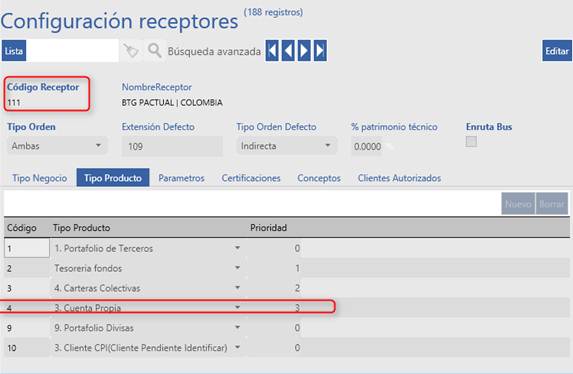 Configuración receptores (188 registros)
Lista Búsqueda avanzada Editar
Código Receptor NombreReceptor
111 BTG PACTUAL | COLOMBIA
Tipo Orden Extensión Defecto Tipo Orden Defecto % patrimonio técnico Enruta Bus
Ambas 109 Indirecta 0.0000 %
Tipo Negocio Tipo Producto Parametros Certificaciones Conceptos Clientes Autorizados
Nuevo Borrar
Código Tipo Producto Prioridad
1 1. Portafolio de Terceros 0
2 Tesoreria fondos 1
3 4. Carteras Colectivas 2
4 3. Cuenta Propia 3
9 9. Portafolio Divisas 0
10 3. Cliente CPI(Cliente Pendiente Identificar) 0